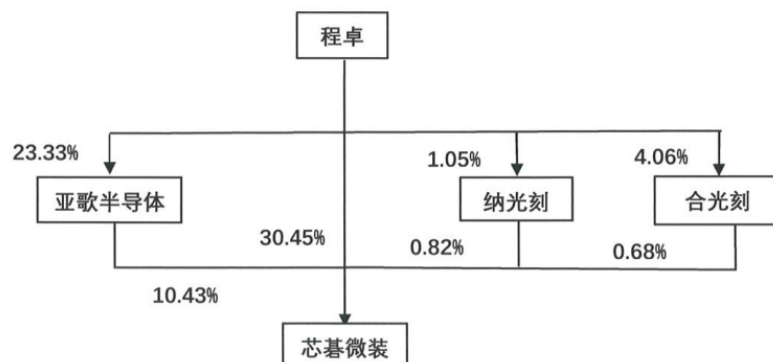 程卓
23.33%
1.05%
4.06%
亚歌半导体
纳光刻
合光刻
30.45%
0.82%
0.68%
10.43%
芯碁微装